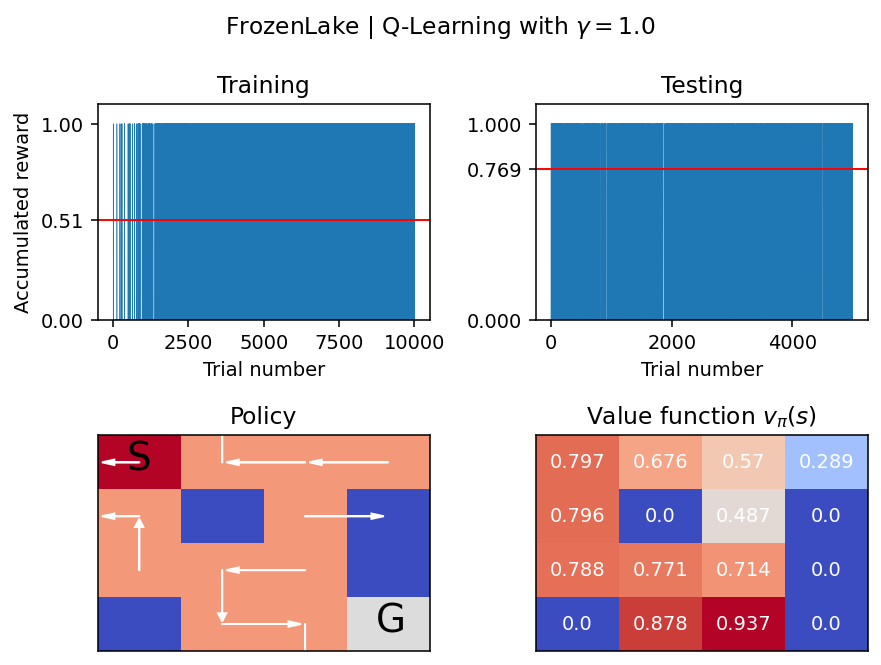 FrozenLake | Q-Learning with γ = 1.0
Training
Accumulated reward
1.00
0.51
0.00
0 2500 5000 7500 10000
Trial number
Testing
1.000
0.769
0.000
0 2000 4000
Trial number
Policy
S
G
Value function vπ(s)
0.797 0.676 0.57 0.289
0.796 0.0 0.487 0.0
0.788 0.771 0.714 0.0
0.0 0.878 0.937 0.0